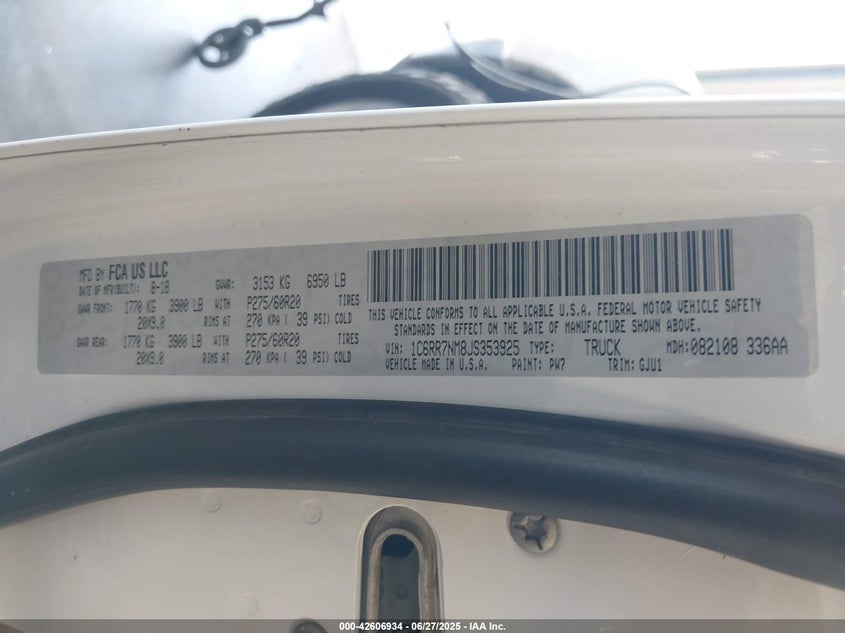 MFD BY FCA US LLC
DATE OF MFR(BUILT): 8-18 GVWR: 3153 KG 6950 LB
GAWR FRONT: 1770 KG 3900 LB WITH P275/60R20 TIRES
20X9.0 RIMS AT 270 KPA ( 39 PSI) COLD
GAWR REAR: 1770 KG 3900 LB WITH P275/60R20 TIRES
20X9.0 RIMS AT 270 KPA ( 39 PSI) COLD
THIS VEHICLE CONFORMS TO ALL APPLICABLE U.S.A. FEDERAL MOTOR VEHICLE SAFETY
STANDARDS IN EFFECT ON THE DATE OF MANUFACTURE SHOWN ABOVE.
VIN: 1C6RR7NM8JS353925 TYPE: TRUCK MDH: 082108 336AA
VEHICLE MADE IN U.S.A. PAINT: PW7 TRIM: GJU1
000-42606934 - 06/27/2025 - IAA Inc.